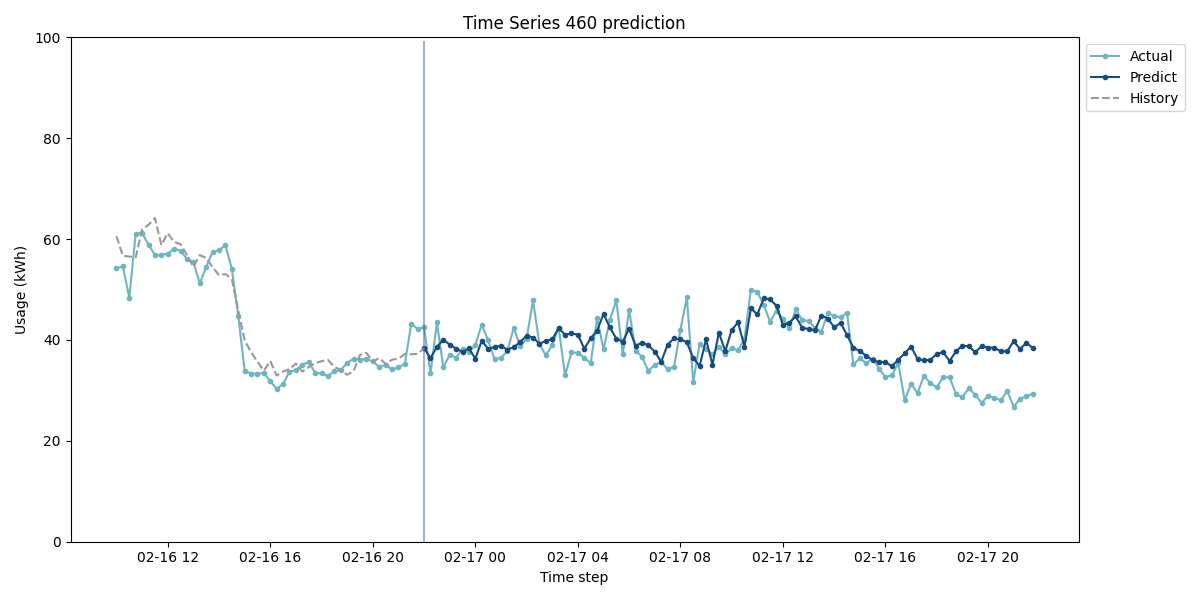 Time Series 460 prediction
100
80
60
40
20
0
Usage (kWh)
02-16 12
02-16 16
02-16 20
02-17 00
02-17 04
02-17 08
02-17 12
02-17 16
02-17 20
Time step
Actual
Predict
History